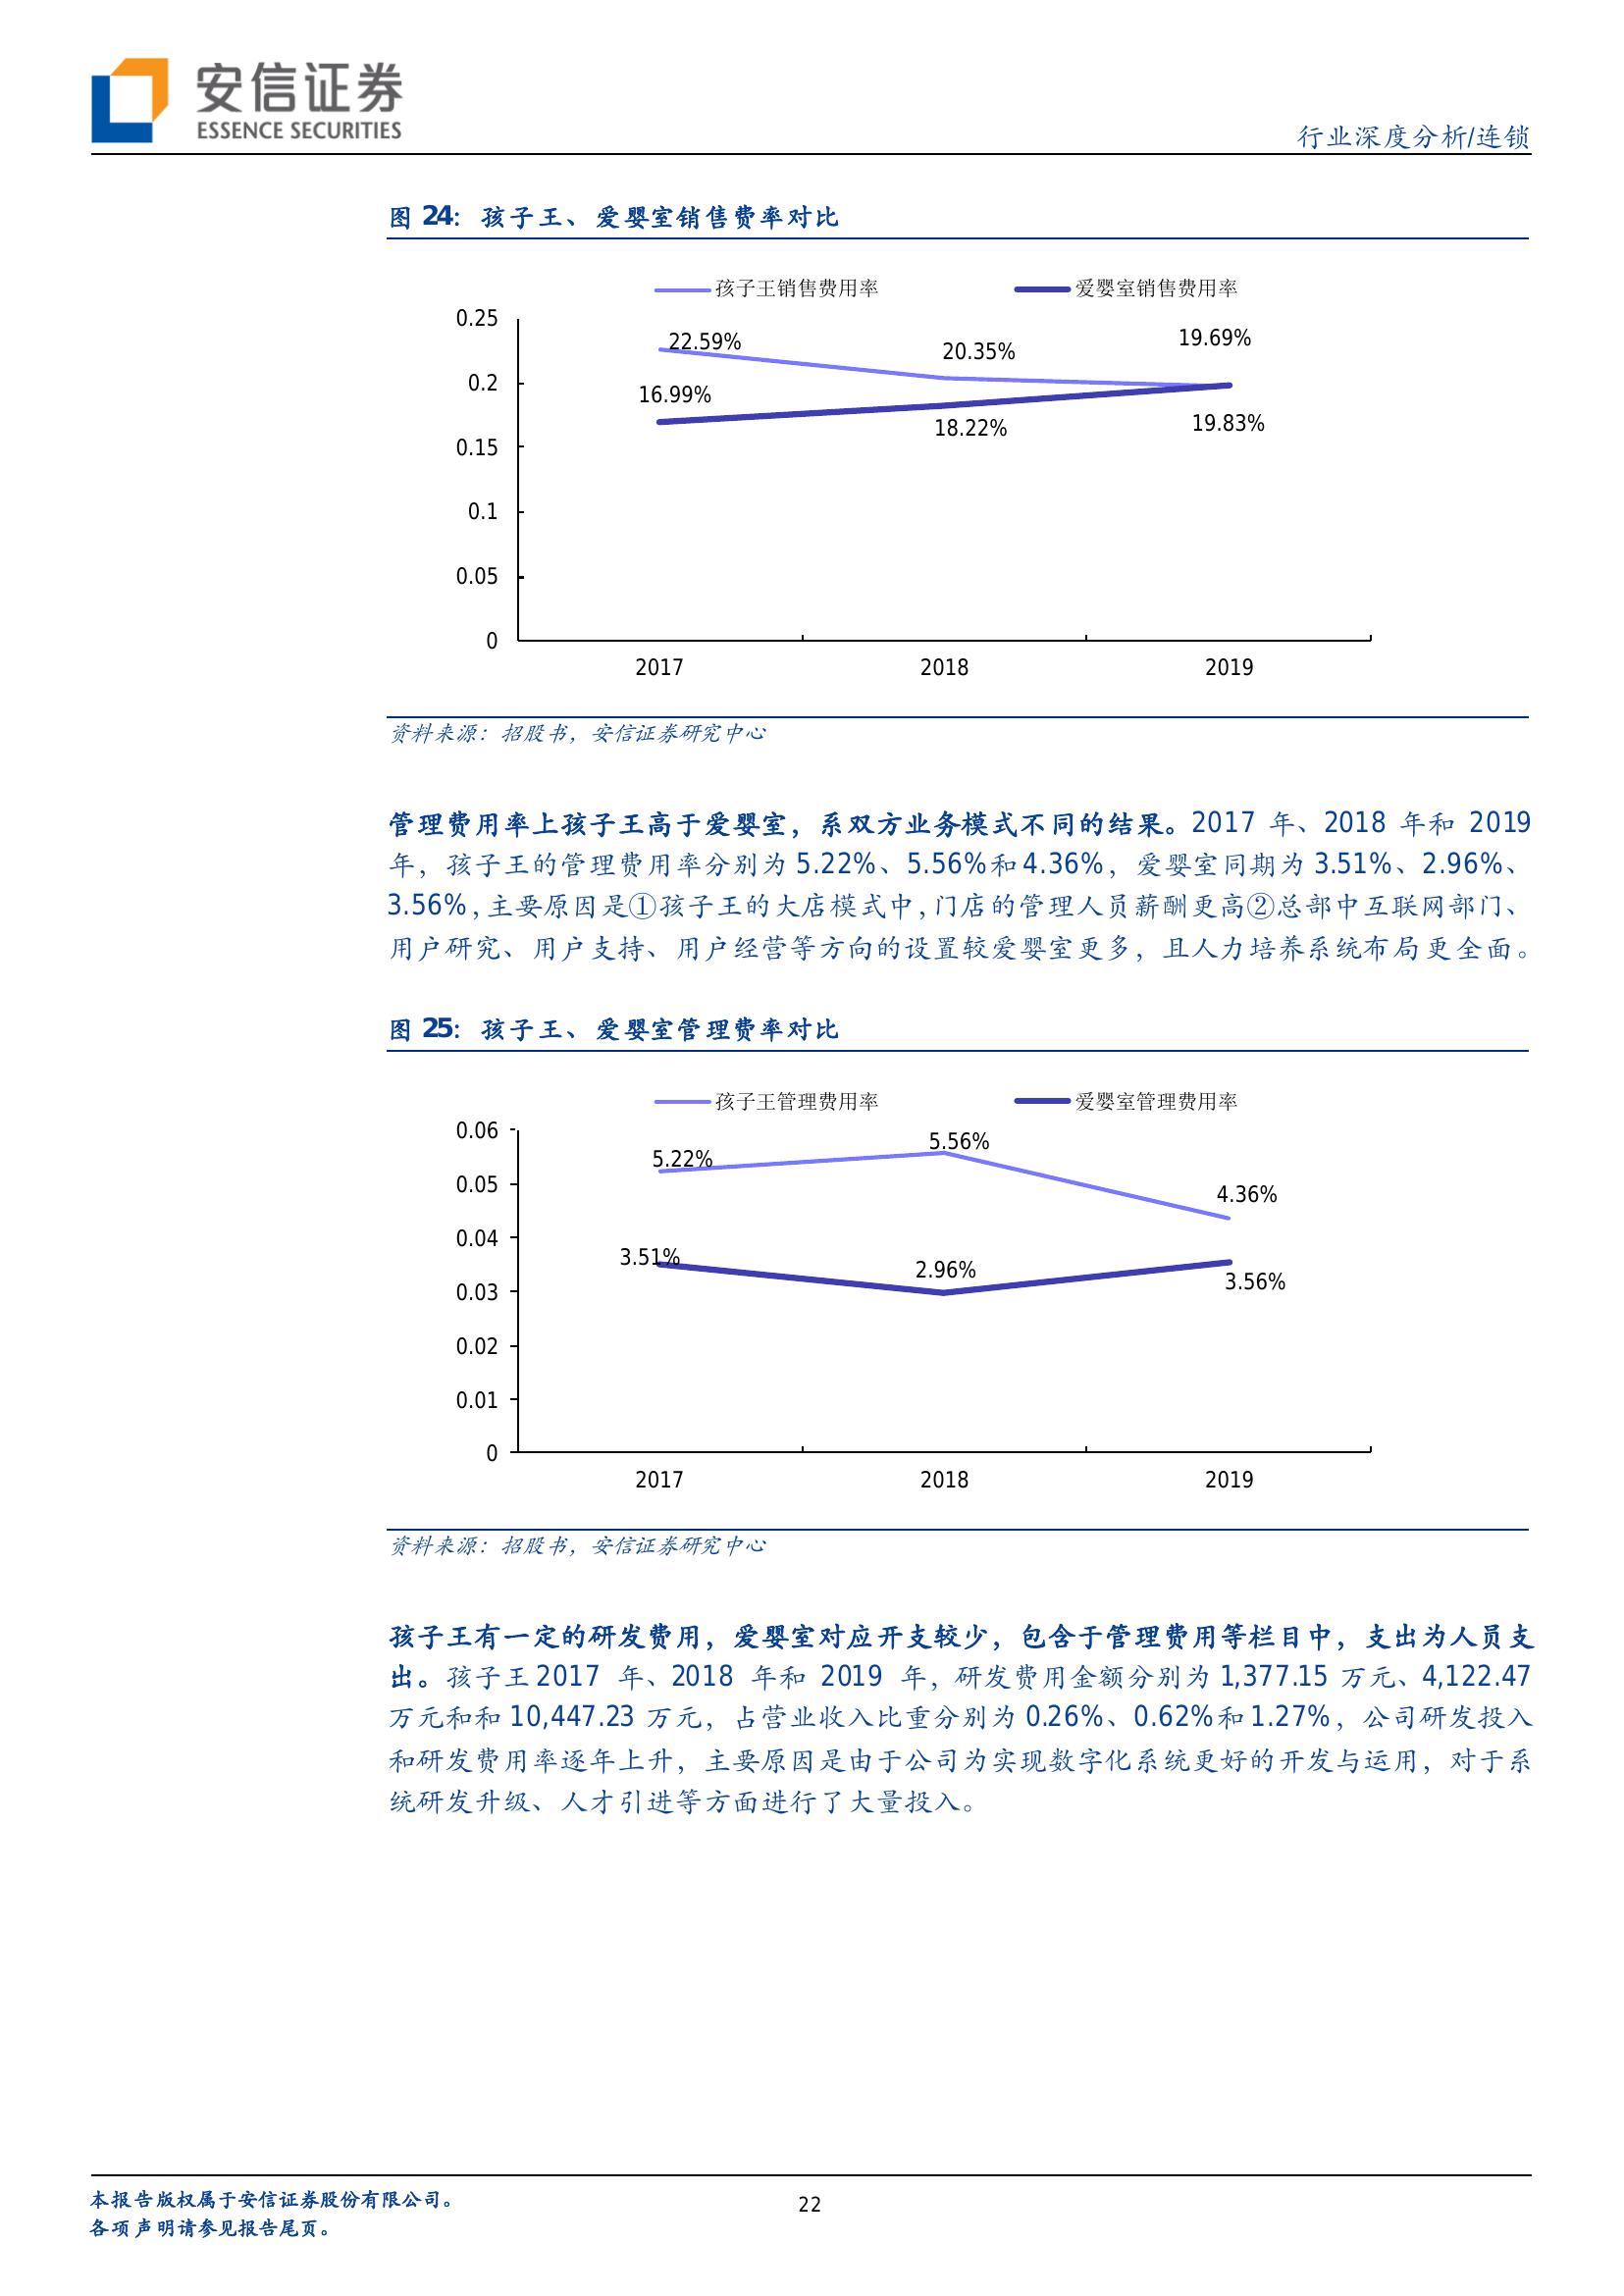 安信证券
ESSENCE SECURITIES
行业深度分析/连锁
图 24：孩子王、爱婴室销售费率对比
孩子王销售费用率 爱婴室销售费用率
0.25
0.2
0.15
0.1
0.05
0
22.59% 20.35% 19.69%
16.99% 18.22% 19.83%
2017 2018 2019
资料来源：招股书，安信证券研究中心
管理费用率上孩子王高于爱婴室，系双方业务模式不同的结果。2017 年、2018 年和 2019
年，孩子王的管理费用率分别为 5.22%、5.56%和 4.36%，爱婴室同期为 3.51%、2.96%、
3.56%，主要原因是①孩子王的大店模式中，门店的管理人员薪酬更高②总部中互联网部门、
用户研究、用户支持、用户经营等方向的设置较爱婴室更多，且人力培养系统布局更全面。
图 25：孩子王、爱婴室管理费率对比
孩子王管理费用率 爱婴室管理费用率
0.06
0.05
0.04
0.03
0.02
0.01
0
5.22% 5.56% 4.36%
3.51% 2.96% 3.56%
2017 2018 2019
资料来源：招股书，安信证券研究中心
孩子王有一定的研发费用，爱婴室对应开支较少，包含于管理费用等栏目中，支出为人员支
出。孩子王 2017 年、2018 年和 2019 年，研发费用金额分别为 1,377.15 万元、4,122.47
万元和和 10,447.23 万元，占营业收入比重分别为 0.26%、0.62%和 1.27%，公司研发投入
和研发费用率逐年上升，主要原因是由于公司为实现数字化系统更好的开发与运用，对于系
统研发升级、人才引进等方面进行了大量投入。
本报告版权属于安信证券股份有限公司。
各项声明请参见报告尾页。
22